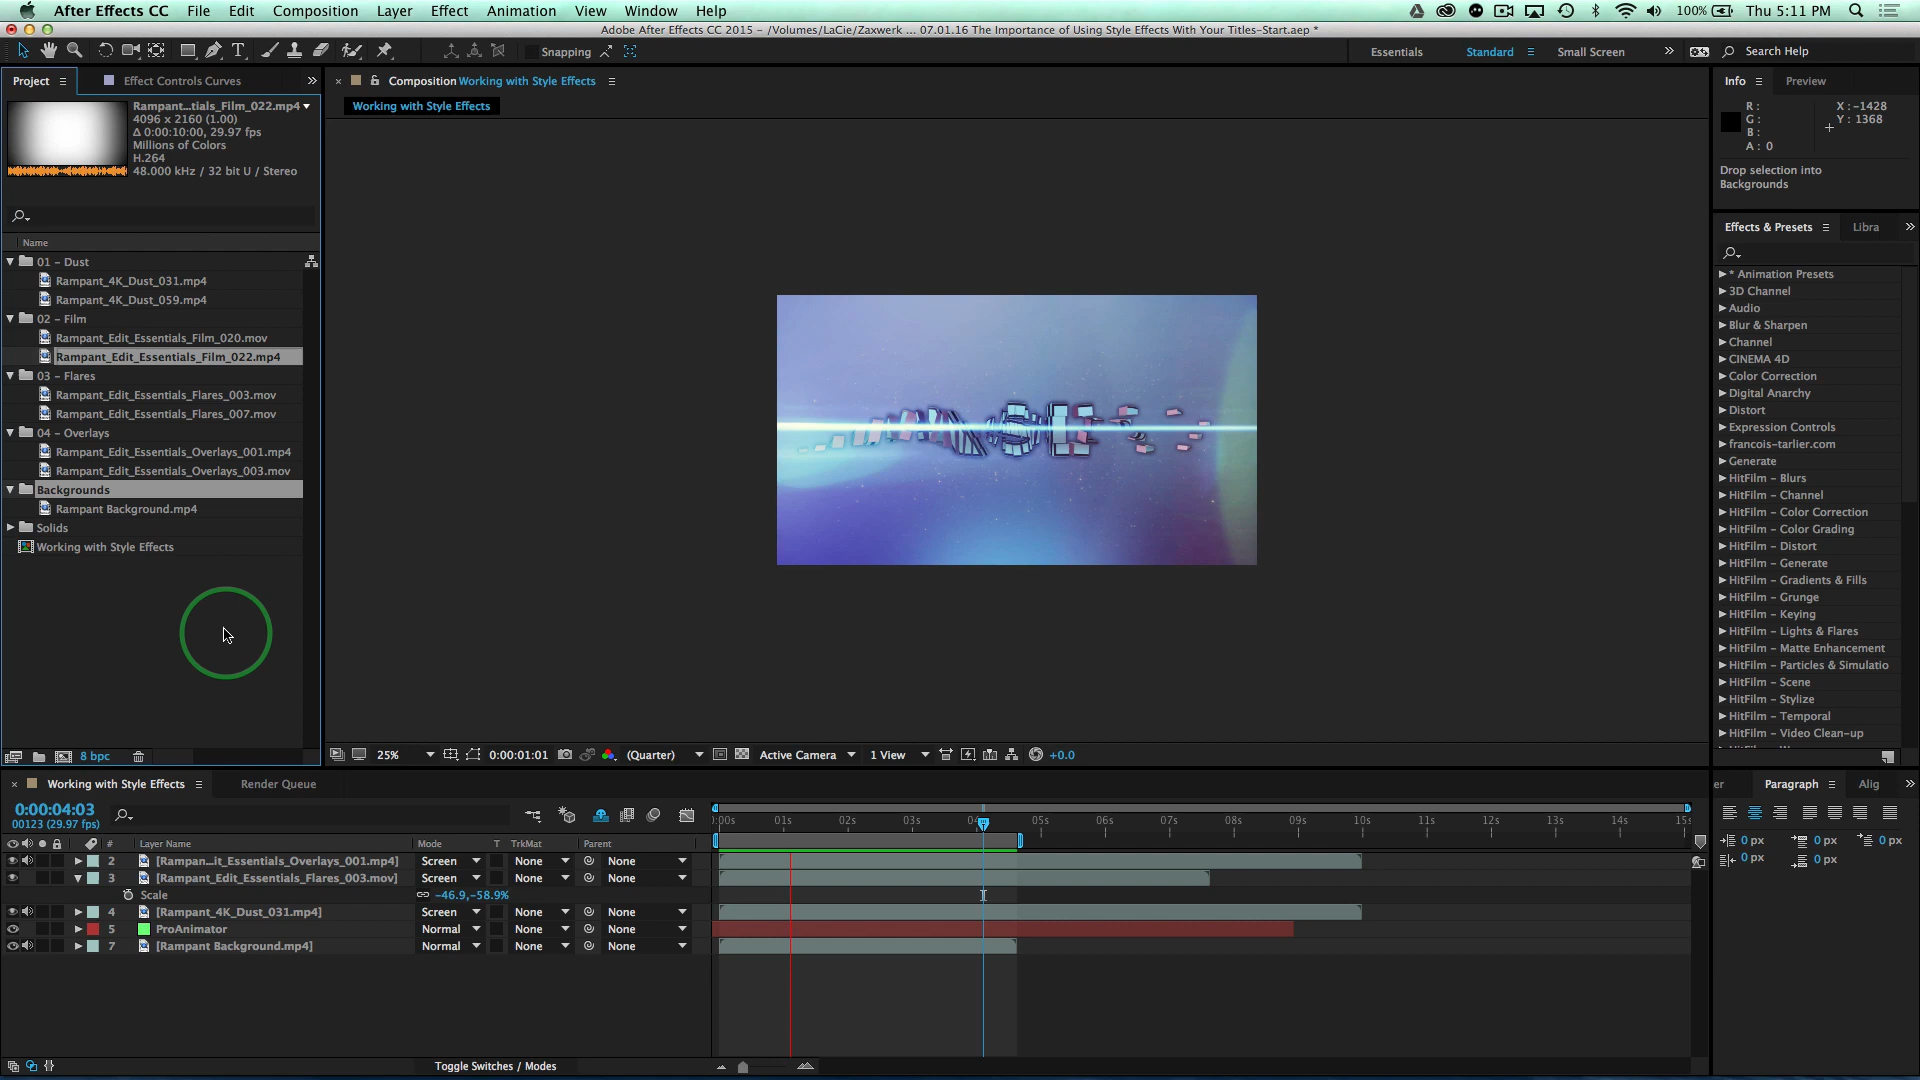 After Effects CC File Edit Composition Layer Effect Animation View Window Help 100% Thu 5:11 PM
Adobe After Effects CC 2015 - /Volumes/LaCie/Zaxwerk ... 07.01.16 The Importance of Using Style Effects With Your Titles-Start.aep *
Snapping Essentials Standard Small Screen » Search Help
Project Effect Controls Curves »
Composition Working with Style Effects
Info Preview
Working with Style Effects
Rampant...tials_Film_022.mp4
4096 x 2160 (1.00)
Δ 0:00:10:00, 29.97 fps
Millions of Colors
H.264
48.000 kHz / 32 bit U / Stereo
R :
G :
B :
A : 0
X : -1428
Y : 1368
Drop selection into
Backgrounds
Name
01 - Dust
Rampant_4K_Dust_031.mp4
Rampant_4K_Dust_059.mp4
02 - Film
Rampant_Edit_Essentials_Film_020.mov
Rampant_Edit_Essentials_Film_022.mp4
03 - Flares
Rampant_Edit_Essentials_Flares_003.mov
Rampant_Edit_Essentials_Flares_007.mov
04 - Overlays
Rampant_Edit_Essentials_Overlays_001.mp4
Rampant_Edit_Essentials_Overlays_003.mov
Backgrounds
Rampant Background.mp4
Solids
Working with Style Effects
8 bpc
25% 0:00:01:01 (Quarter) Active Camera 1 View +0.0
Effects & Presets Libra »
* Animation Presets
3D Channel
Audio
Blur & Sharpen
Channel
CINEMA 4D
Color Correction
Digital Anarchy
Distort
Expression Controls
francois-tarlier.com
Generate
HitFilm - Blurs
HitFilm - Channel
HitFilm - Color Correction
HitFilm - Color Grading
HitFilm - Distort
HitFilm - Generate
HitFilm - Gradients & Fills
HitFilm - Grunge
HitFilm - Keying
HitFilm - Lights & Flares
HitFilm - Matte Enhancement
HitFilm - Particles & Simulatio
HitFilm - Scene
HitFilm - Stylize
HitFilm - Temporal
HitFilm - Video Clean-up
Working with Style Effects Render Queue
er Paragraph Alig »
0:00:04:03
00123 (29.97 fps)
:00s 01s 02s 03s 04 05s 06s 07s 08s 09s 10s 11s 12s 13s 14s 15s
# Layer Name Mode T TrkMat Parent
2 [Rampan...it_Essentials_Overlays_001.mp4] Screen None None
3 [Rampant_Edit_Essentials_Flares_003.mov] Screen None None
Scale -46.9,-58.9%
4 [Rampant_4K_Dust_031.mp4] Screen None None
5 ProAnimator Normal None None
7 [Rampant Background.mp4] Normal None None
0 px 0 px 0 px
0 px 0 px
Toggle Switches / Modes